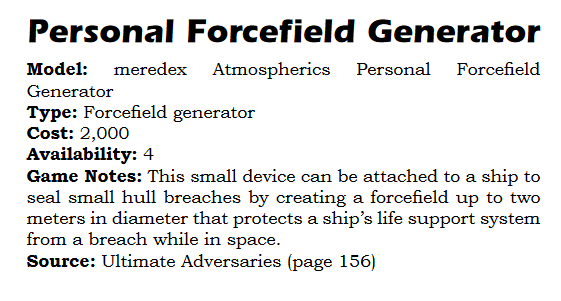 Personal Forcefield Generator
Model: meredex Atmospherics Personal Forcefield
Generator
Type: Forcefield generator
Cost: 2,000
Availability: 4
Game Notes: This small device can be attached to a ship to
seal small hull breaches by creating a forcefield up to two
meters in diameter that protects a ship's life support system
from a breach while in space.
Source: Ultimate Adversaries (page 156)